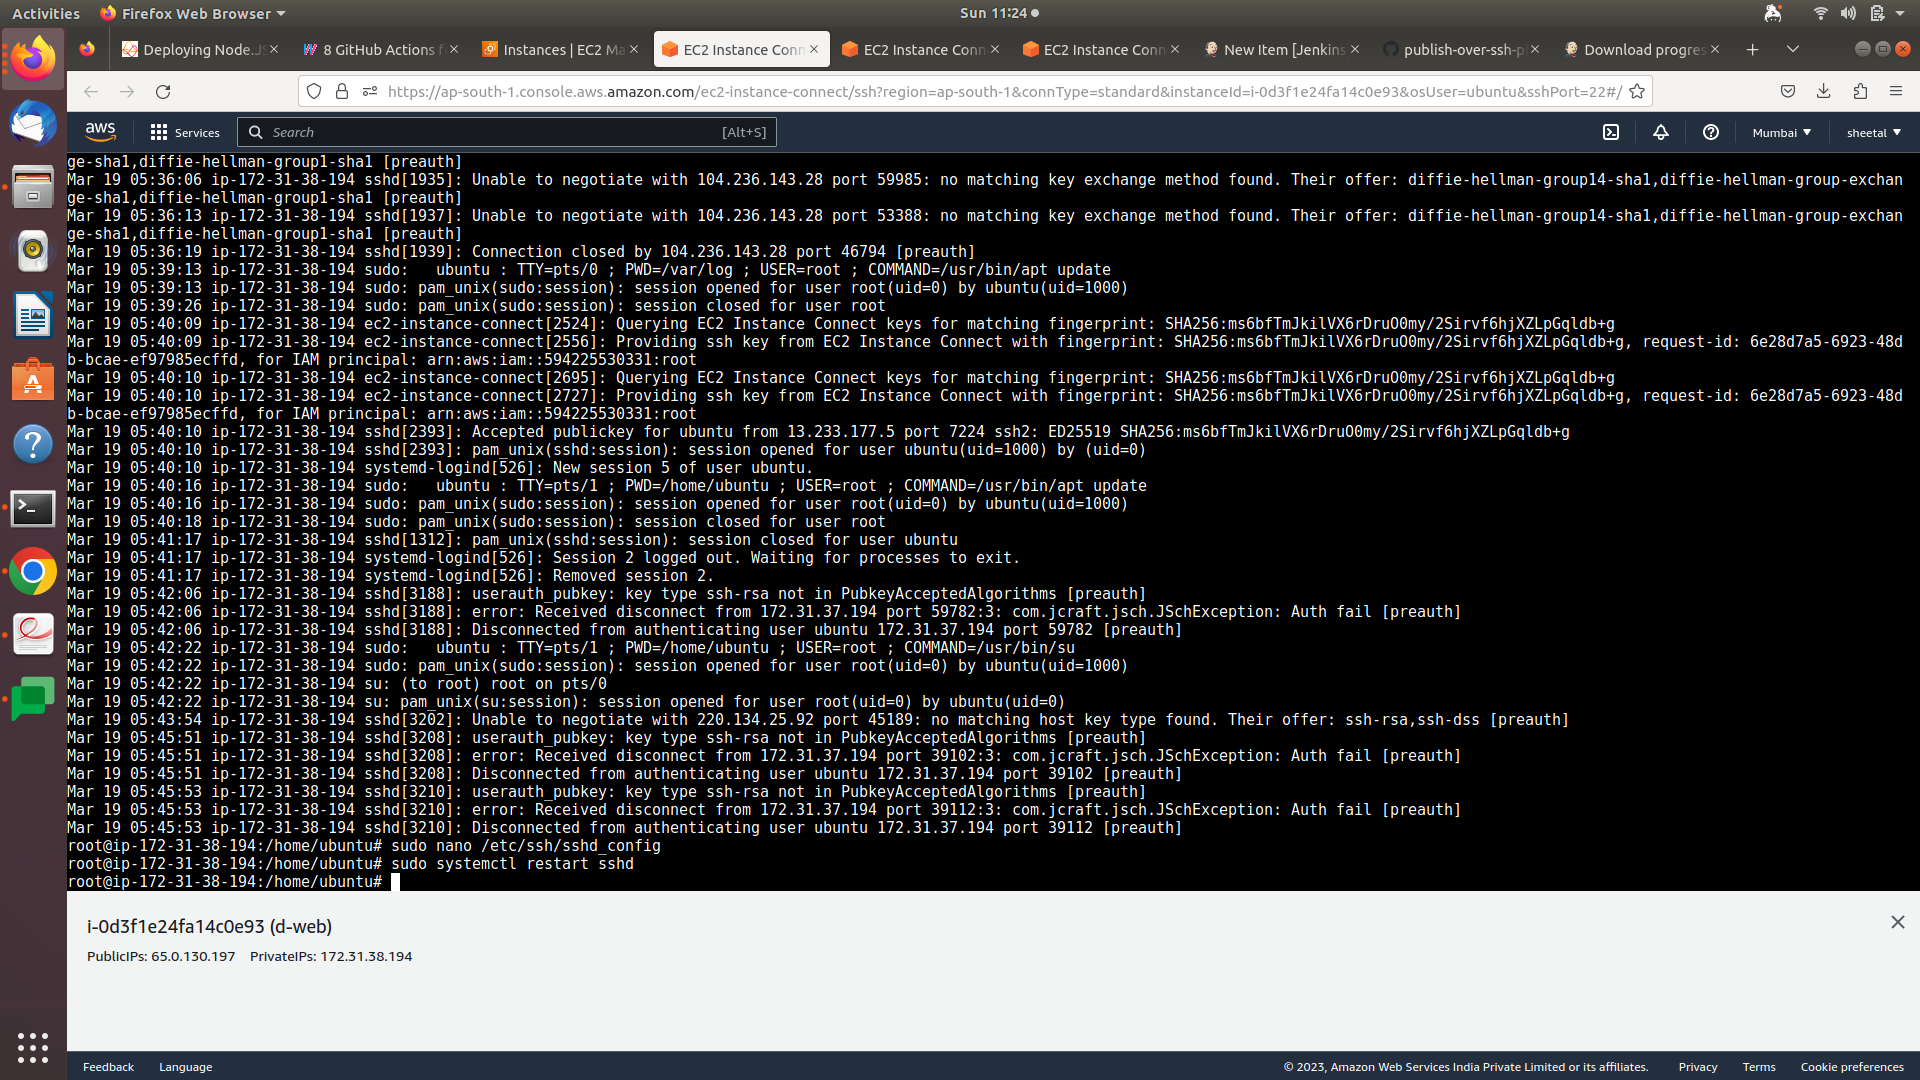 Activities
Firefox Web Browser
Sun 11:24
Deploying Node.JS
8 GitHub Actions f
Instances | EC2 Ma
EC2 Instance Conn
EC2 Instance Conn
EC2 Instance Conn
New Item [Jenkins
publish-over-ssh-pl
Download progres
https://ap-south-1.console.aws.amazon.com/ec2-instance-connect/ssh?region=ap-south-1&connType=standard&instanceId=i-0d3f1e24fa14c0e93&osUser=ubuntu&sshPort=22#/
aws
Services
Search
[Alt+S]
Mumbai
sheetal
ge-sha1,diffie-hellman-group1-sha1 [preauth]
Mar 19 05:36:06 ip-172-31-38-194 sshd[1935]: Unable to negotiate with 104.236.143.28 port 59985: no matching key exchange method found. Their offer: diffie-hellman-group14-sha1,diffie-hellman-group-exchan
ge-sha1,diffie-hellman-group1-sha1 [preauth]
Mar 19 05:36:13 ip-172-31-38-194 sshd[1937]: Unable to negotiate with 104.236.143.28 port 53388: no matching key exchange method found. Their offer: diffie-hellman-group14-sha1,diffie-hellman-group-exchan
ge-sha1,diffie-hellman-group1-sha1 [preauth]
Mar 19 05:36:19 ip-172-31-38-194 sshd[1939]: Connection closed by 104.236.143.28 port 46794 [preauth]
Mar 19 05:39:13 ip-172-31-38-194 sudo:   ubuntu : TTY=pts/0 ; PWD=/var/log ; USER=root ; COMMAND=/usr/bin/apt update
Mar 19 05:39:13 ip-172-31-38-194 sudo: pam_unix(sudo:session): session opened for user root(uid=0) by ubuntu(uid=1000)
Mar 19 05:39:26 ip-172-31-38-194 sudo: pam_unix(sudo:session): session closed for user root
Mar 19 05:40:09 ip-172-31-38-194 ec2-instance-connect[2524]: Querying EC2 Instance Connect keys for matching fingerprint: SHA256:ms6bfTmJkilVX6rDruO0my/2Sirvf6hjXZLpGqldb+g
Mar 19 05:40:09 ip-172-31-38-194 ec2-instance-connect[2556]: Providing ssh key from EC2 Instance Connect with fingerprint: SHA256:ms6bfTmJkilVX6rDruO0my/2Sirvf6hjXZLpGqldb+g, request-id: 6e28d7a5-6923-48d
b-bcae-ef97985ecffd, for IAM principal: arn:aws:iam::594225530331:root
Mar 19 05:40:10 ip-172-31-38-194 ec2-instance-connect[2695]: Querying EC2 Instance Connect keys for matching fingerprint: SHA256:ms6bfTmJkilVX6rDruO0my/2Sirvf6hjXZLpGqldb+g
Mar 19 05:40:10 ip-172-31-38-194 ec2-instance-connect[2727]: Providing ssh key from EC2 Instance Connect with fingerprint: SHA256:ms6bfTmJkilVX6rDruO0my/2Sirvf6hjXZLpGqldb+g, request-id: 6e28d7a5-6923-48d
b-bcae-ef97985ecffd, for IAM principal: arn:aws:iam::594225530331:root
Mar 19 05:40:10 ip-172-31-38-194 sshd[2393]: Accepted publickey for ubuntu from 13.233.177.5 port 7224 ssh2: ED25519 SHA256:ms6bfTmJkilVX6rDruO0my/2Sirvf6hjXZLpGqldb+g
Mar 19 05:40:10 ip-172-31-38-194 sshd[2393]: pam_unix(sshd:session): session opened for user ubuntu(uid=1000) by (uid=0)
Mar 19 05:40:10 ip-172-31-38-194 systemd-logind[526]: New session 5 of user ubuntu.
Mar 19 05:40:16 ip-172-31-38-194 sudo:   ubuntu : TTY=pts/1 ; PWD=/home/ubuntu ; USER=root ; COMMAND=/usr/bin/apt update
Mar 19 05:40:16 ip-172-31-38-194 sudo: pam_unix(sudo:session): session opened for user root(uid=0) by ubuntu(uid=1000)
Mar 19 05:40:18 ip-172-31-38-194 sudo: pam_unix(sudo:session): session closed for user root
Mar 19 05:41:17 ip-172-31-38-194 sshd[1312]: pam_unix(sshd:session): session closed for user ubuntu
Mar 19 05:41:17 ip-172-31-38-194 systemd-logind[526]: Session 2 logged out. Waiting for processes to exit.
Mar 19 05:41:17 ip-172-31-38-194 systemd-logind[526]: Removed session 2.
Mar 19 05:42:06 ip-172-31-38-194 sshd[3188]: userauth_pubkey: key type ssh-rsa not in PubkeyAcceptedAlgorithms [preauth]
Mar 19 05:42:06 ip-172-31-38-194 sshd[3188]: error: Received disconnect from 172.31.37.194 port 59782:3: com.jcraft.jsch.JSchException: Auth fail [preauth]
Mar 19 05:42:06 ip-172-31-38-194 sshd[3188]: Disconnected from authenticating user ubuntu 172.31.37.194 port 59782 [preauth]
Mar 19 05:42:22 ip-172-31-38-194 sudo:   ubuntu : TTY=pts/1 ; PWD=/home/ubuntu ; USER=root ; COMMAND=/usr/bin/su
Mar 19 05:42:22 ip-172-31-38-194 sudo: pam_unix(sudo:session): session opened for user root(uid=0) by ubuntu(uid=1000)
Mar 19 05:42:22 ip-172-31-38-194 su: (to root) root on pts/0
Mar 19 05:42:22 ip-172-31-38-194 su: pam_unix(su:session): session opened for user root(uid=0) by ubuntu(uid=0)
Mar 19 05:43:54 ip-172-31-38-194 sshd[3202]: Unable to negotiate with 220.134.25.92 port 45189: no matching host key type found. Their offer: ssh-rsa,ssh-dss [preauth]
Mar 19 05:45:51 ip-172-31-38-194 sshd[3208]: userauth_pubkey: key type ssh-rsa not in PubkeyAcceptedAlgorithms [preauth]
Mar 19 05:45:51 ip-172-31-38-194 sshd[3208]: error: Received disconnect from 172.31.37.194 port 39102:3: com.jcraft.jsch.JSchException: Auth fail [preauth]
Mar 19 05:45:51 ip-172-31-38-194 sshd[3208]: Disconnected from authenticating user ubuntu 172.31.37.194 port 39102 [preauth]
Mar 19 05:45:53 ip-172-31-38-194 sshd[3210]: userauth_pubkey: key type ssh-rsa not in PubkeyAcceptedAlgorithms [preauth]
Mar 19 05:45:53 ip-172-31-38-194 sshd[3210]: error: Received disconnect from 172.31.37.194 port 39112:3: com.jcraft.jsch.JSchException: Auth fail [preauth]
Mar 19 05:45:53 ip-172-31-38-194 sshd[3210]: Disconnected from authenticating user ubuntu 172.31.37.194 port 39112 [preauth]
root@ip-172-31-38-194:/home/ubuntu# sudo nano /etc/ssh/sshd_config
root@ip-172-31-38-194:/home/ubuntu# sudo systemctl restart sshd
root@ip-172-31-38-194:/home/ubuntu#
i-0d3f1e24fa14c0e93 (d-web)
PublicIPs: 65.0.130.197 PrivateIPs: 172.31.38.194
Feedback
Language
© 2023, Amazon Web Services India Private Limited or its affiliates.
Privacy
Terms
Cookie preferences